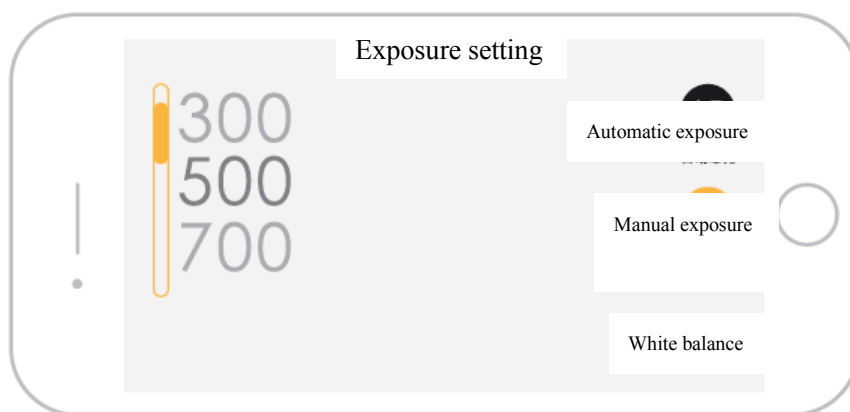 Exposure setting
300
500
700
Automatic exposure
Manual exposure
White balance